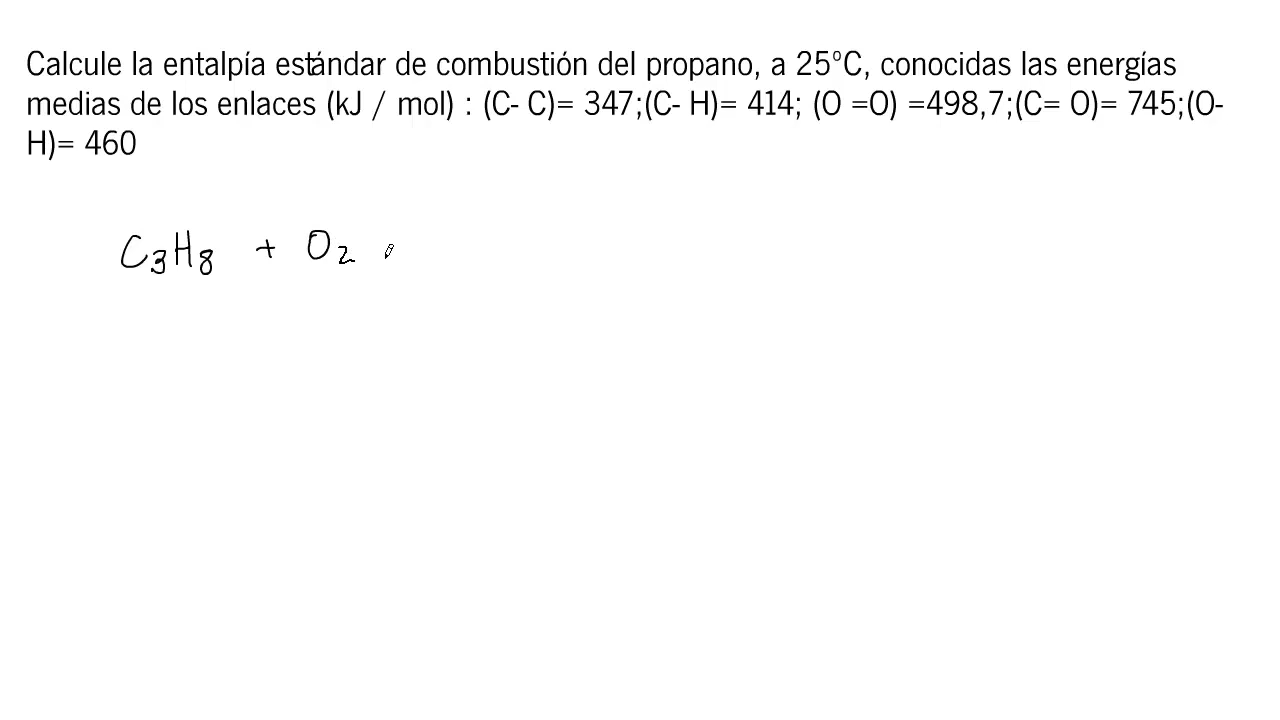 Calcule la entalpía estándar de combustión del propano, a 25ºC, conocidas las energías
medias de los enlaces (kJ / mol) : (C- C)= 347;(C- H)= 414; (O =O) =498,7;(C= O)= 745;(O-
H)= 460
C₃H₈ + O₂